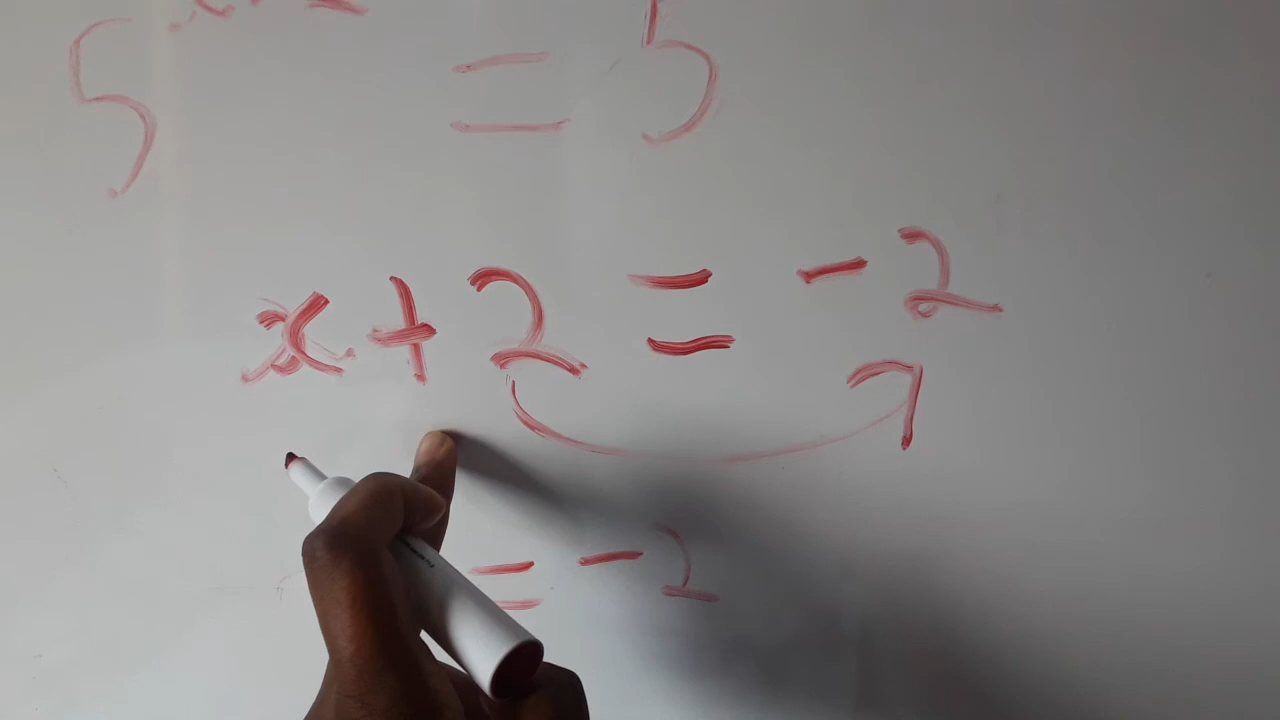 5 = 5
x + 2 = - 2
= - 2